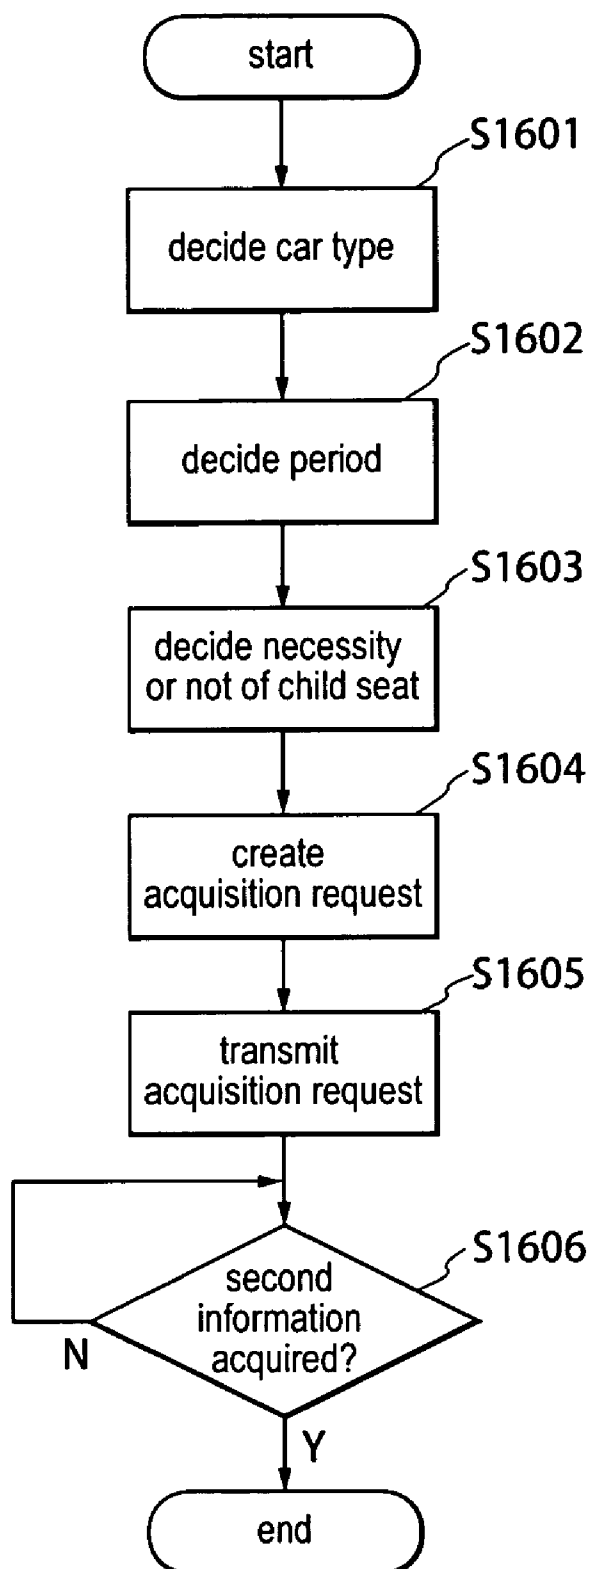 start
S1601
decide car type
S1602
decide period
S1603
decide necessity
or not of child seat
S1604
create
acquisition request
S1605
transmit
acquisition request
S1606
second
information
acquired?
N
Y
end